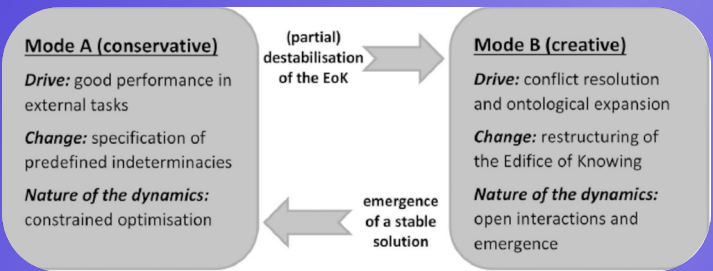 Mode A (conservative)
Drive: good performance in
external tasks
Change: specification of
predefined indeterminacies
Nature of the dynamics:
constrained optimisation
(partial)
destabilisation
of the EoK
emergence
of a stable
solution
Mode B (creative)
Drive: conflict resolution
and ontological expansion
Change: restructuring of
the Edifice of Knowing
Nature of the dynamics:
open interactions and
emergence